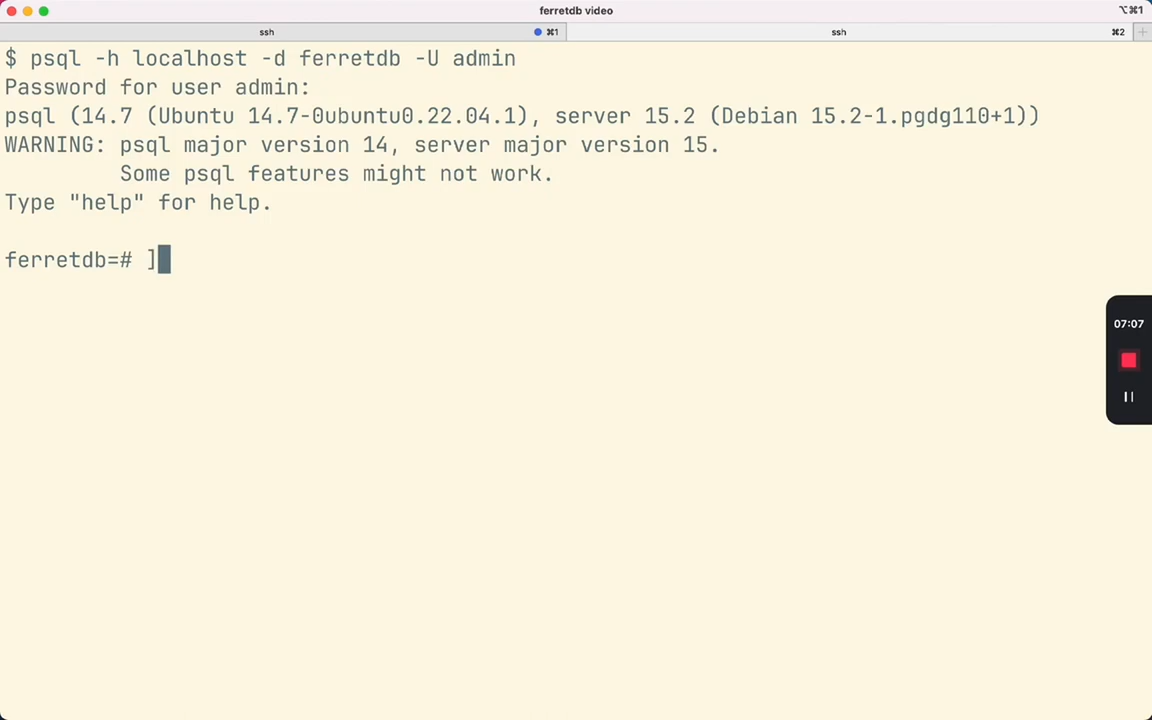 ferretdb video
⌥⌘1
ssh
⌘1
ssh
⌘2
$ psql -h localhost -d ferretdb -U admin
Password for user admin:
psql (14.7 (Ubuntu 14.7-0ubuntu0.22.04.1), server 15.2 (Debian 15.2-1.pgdg110+1))
WARNING: psql major version 14, server major version 15.
Some psql features might not work.
Type "help" for help.
ferretdb=# ]
07:07